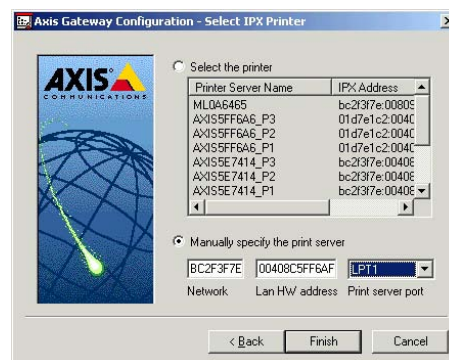 Axis Gateway Configuration - Select IPX Printer
AXIS
COMMUNICATIONS
Select the printer
Printer Server Name IPX Address
ML0A6465 bc2f3f7e:00805
AXIS5FF6A6_P3 01d7e1c2:0040
AXIS5FF6A6_P2 01d7e1c2:0040
AXIS5FF6A6_P1 01d7e1c2:0040
AXIS5E7414_P3 bc2f3f7e:00408
AXIS5E7414_P2 bc2f3f7e:00408
AXIS5E7414_P1 bc2f3f7e:00408
Manually specify the print server
BC2F3F7E 00408C5FF6AF LPT1
Network Lan HW address Print server port
< Back Finish Cancel